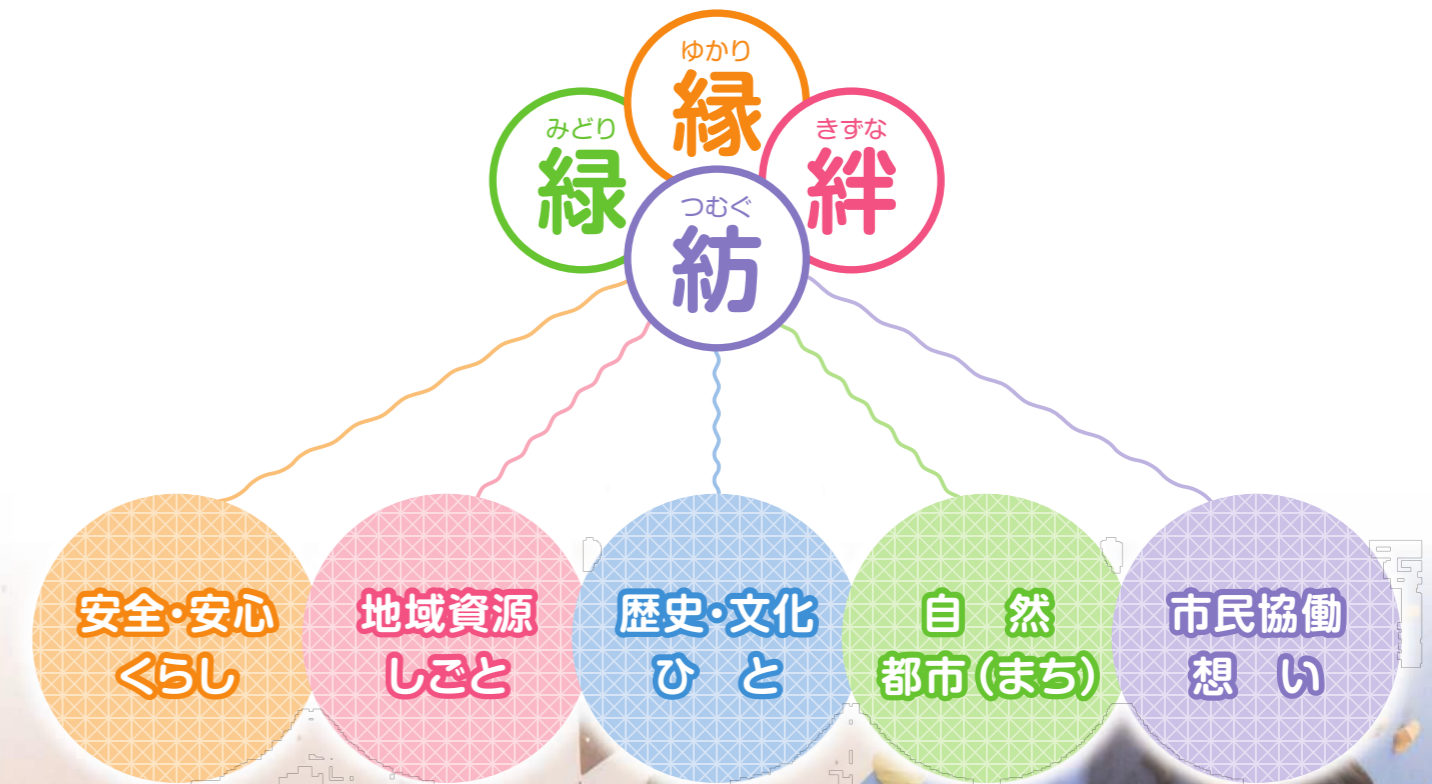 ゆかり
縁
みどり
緑
きずな
絆
つむぐ
紡
安全・安心
くらし
地域資源
しごと
歴史・文化
ひ と
自 然
都市(まち)
市民協働
想 い